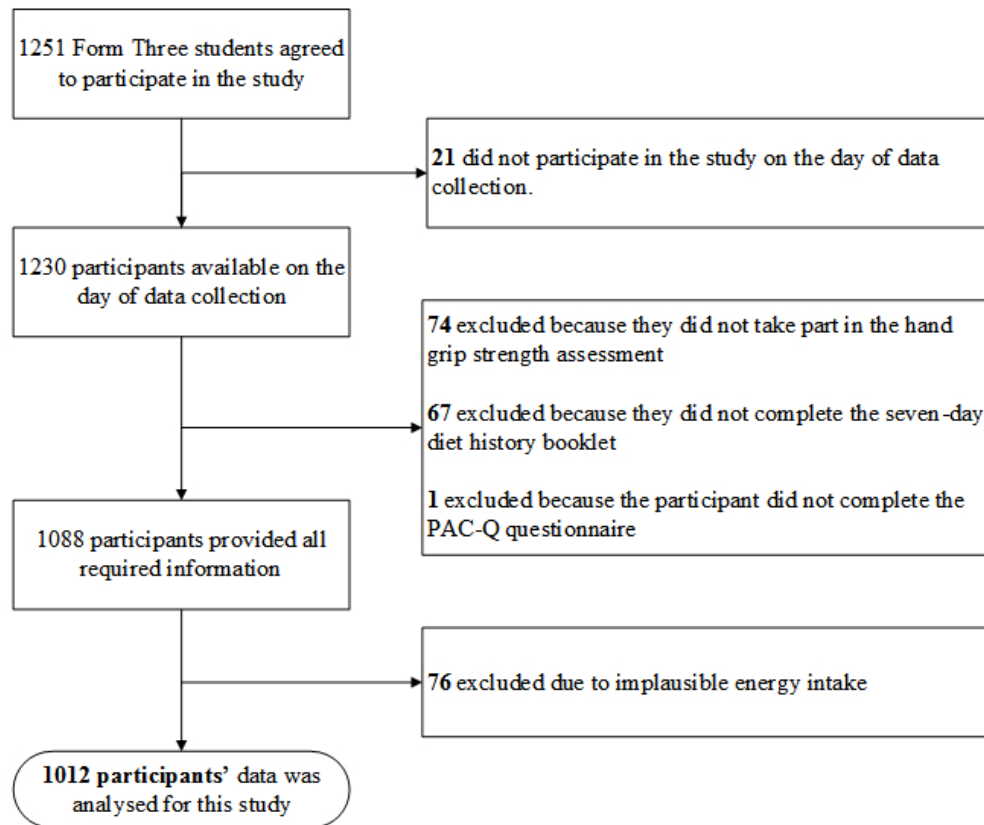 1251 Form Three students agreed
to participate in the study
21 did not participate in the study on the day of data
collection.
1230 participants available on the
day of data collection
74 excluded because they did not take part in the hand
grip strength assessment
67 excluded because they did not complete the seven-day
diet history booklet
1 excluded because the participant did not complete the
PAC-Q questionnaire
1088 participants provided all
required information
76 excluded due to implausible energy intake
1012 participants’ data was
analysed for this study